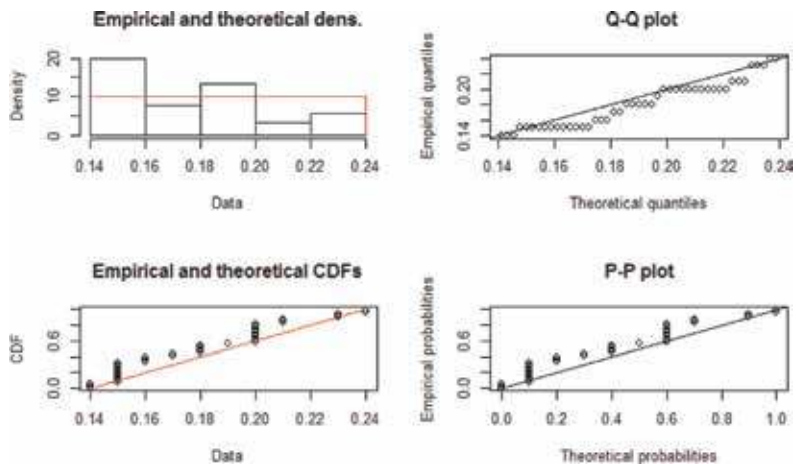 Empirical and theoretical dens.
Density
0 10 20
0.14 0.16 0.18 0.20 0.22 0.24
Data
Q-Q plot
Empirical quantiles
0.14 0.20
0.14 0.16 0.18 0.20 0.22 0.24
Theoretical quantiles
Empirical and theoretical CDFs
CDF
0.0 0.6
0.14 0.16 0.18 0.20 0.22 0.24
Data
P-P plot
Empirical probabilities
0.0 0.6
0.0 0.2 0.4 0.6 0.8 1.0
Theoretical probabilities